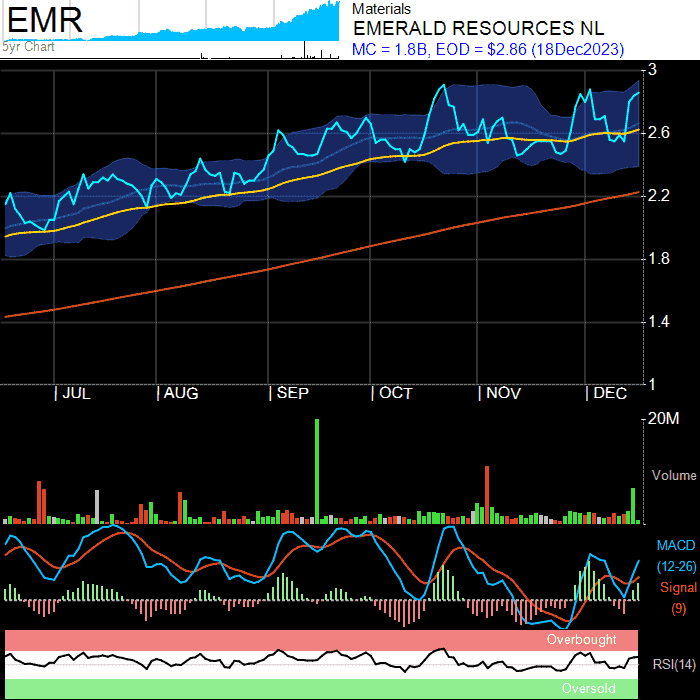 EMR
5yr Chart
Materials
EMERALD RESOURCES NL
MC = 1.8B, EOD = $2.86 (18Dec2023)
3
2.6
2.2
1.8
1.4
1
JUL AUG SEP OCT NOV DEC
20M
Volume
MACD
(12-26)
Signal
(9)
Overbought
RSI(14)
Oversold